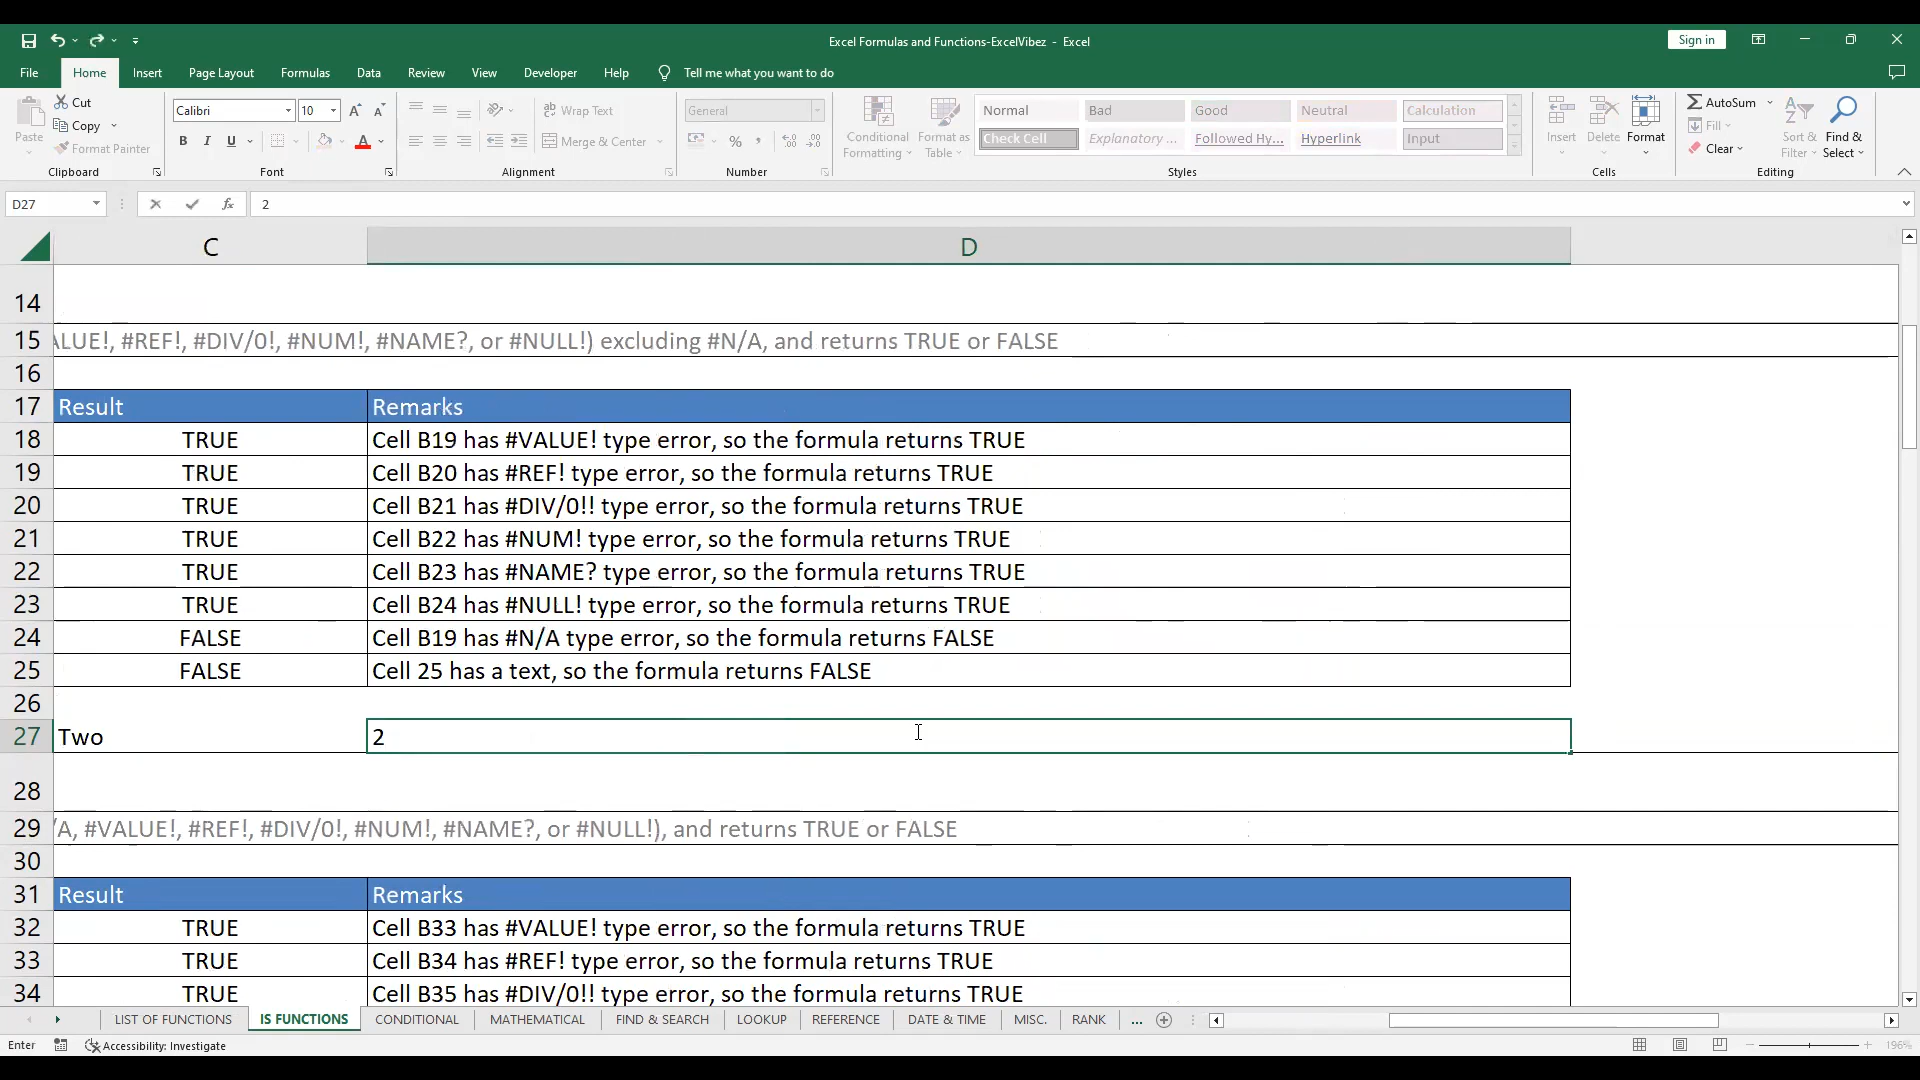 Excel Formulas and Functions-ExcelVibez - Excel
Sign in
File Home Insert Page Layout Formulas Data Review View Developer Help Tell me what you want to do
Paste
Cut
Copy
Format Painter
Clipboard
Calibri 10
B I U
Font
Wrap Text
Merge & Center
Alignment
General
%
Number
Conditional Formatting
Format as Table
Normal Bad Good Neutral Calculation
Check Cell Explanatory ... Followed Hy... Hyperlink Input
Styles
Insert Delete Format
Cells
AutoSum
Fill
Clear
Sort & Filter
Find & Select
Editing
D27 fx 2
C D
14
15 ALUE!, #REF!, #DIV/0!, #NUM!, #NAME?, or #NULL!) excluding #N/A, and returns TRUE or FALSE
16
17 Result Remarks
18 TRUE Cell B19 has #VALUE! type error, so the formula returns TRUE
19 TRUE Cell B20 has #REF! type error, so the formula returns TRUE
20 TRUE Cell B21 has #DIV/0!! type error, so the formula returns TRUE
21 TRUE Cell B22 has #NUM! type error, so the formula returns TRUE
22 TRUE Cell B23 has #NAME? type error, so the formula returns TRUE
23 TRUE Cell B24 has #NULL! type error, so the formula returns TRUE
24 FALSE Cell B19 has #N/A type error, so the formula returns FALSE
25 FALSE Cell 25 has a text, so the formula returns FALSE
26
27 Two 2
28
29 /A, #VALUE!, #REF!, #DIV/0!, #NUM!, #NAME?, or #NULL!), and returns TRUE or FALSE
30
31 Result Remarks
32 TRUE Cell B33 has #VALUE! type error, so the formula returns TRUE
33 TRUE Cell B34 has #REF! type error, so the formula returns TRUE
34 TRUE Cell B35 has #DIV/0!! type error, so the formula returns TRUE
LIST OF FUNCTIONS IS FUNCTIONS CONDITIONAL MATHEMATICAL FIND & SEARCH LOOKUP REFERENCE DATE & TIME MISC. RANK ...
Enter Accessibility: Investigate 196%